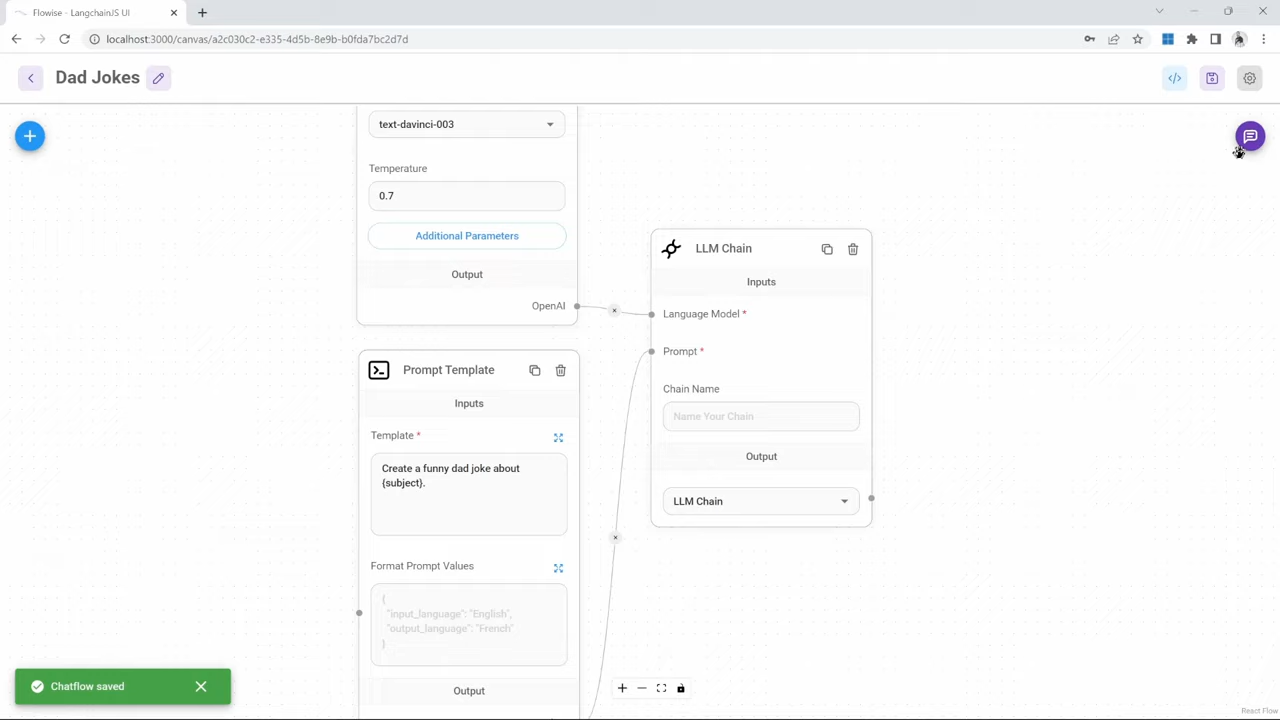 Flowise - LangchainJS UI
localhost:3000/canvas/a2c030c2-e335-4d5b-8e9b-b0fda7bc2d7d
Dad Jokes
text-davinci-003
Temperature
0.7
Additional Parameters
Output
OpenAI
Prompt Template
Inputs
Template *
Create a funny dad joke about
{subject}.
Format Prompt Values
{
"input_language": "English",
"output_language": "French"
}
Output
LLM Chain
Inputs
Language Model *
Prompt *
Chain Name
Name Your Chain
Output
LLM Chain
Chatflow saved
React Flow